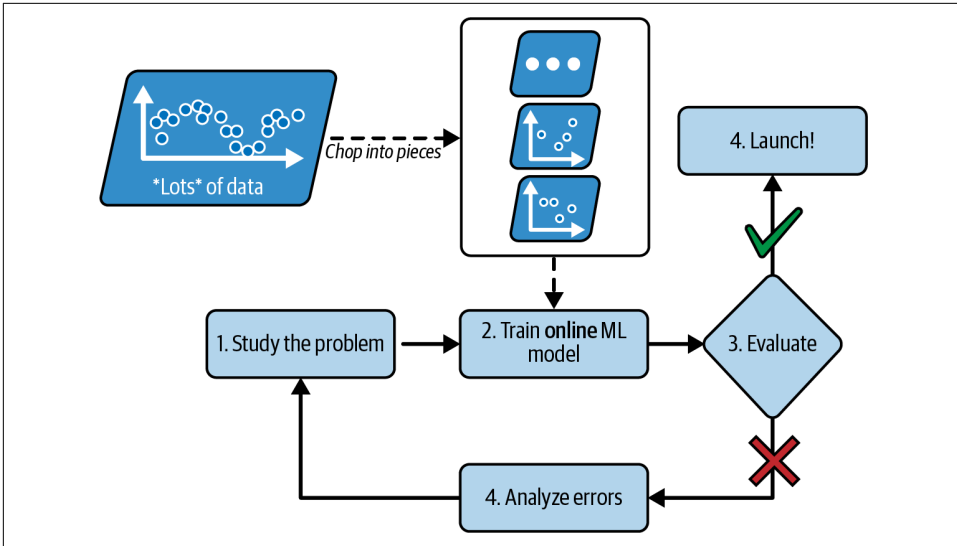 *Lots* of data
Chop into pieces
4. Launch!
1. Study the problem
2. Train online ML
model
3. Evaluate
4. Analyze errors